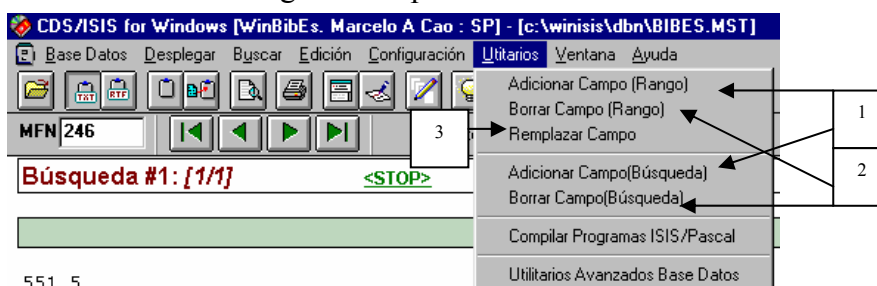 CDS/ISIS for Windows [WinBibEs. Marcelo A Cao : SP] - [c:\winisis\dbn\BIBES.MST]
Base Datos Desplegar Buscar Edición Configuración Utitarios Ventana Ayuda
TXT RTF
Adicionar Campo (Rango)
Borrar Campo (Rango)
Remplazar Campo
1
MFN 246
3
Búsqueda #1: [1/1] <STOP>
Adicionar Campo(Búsqueda)
Borrar Campo(Búsqueda)
2
Compilar Programas ISIS/Pascal
Utilitarios Avanzados Base Datos
551 5